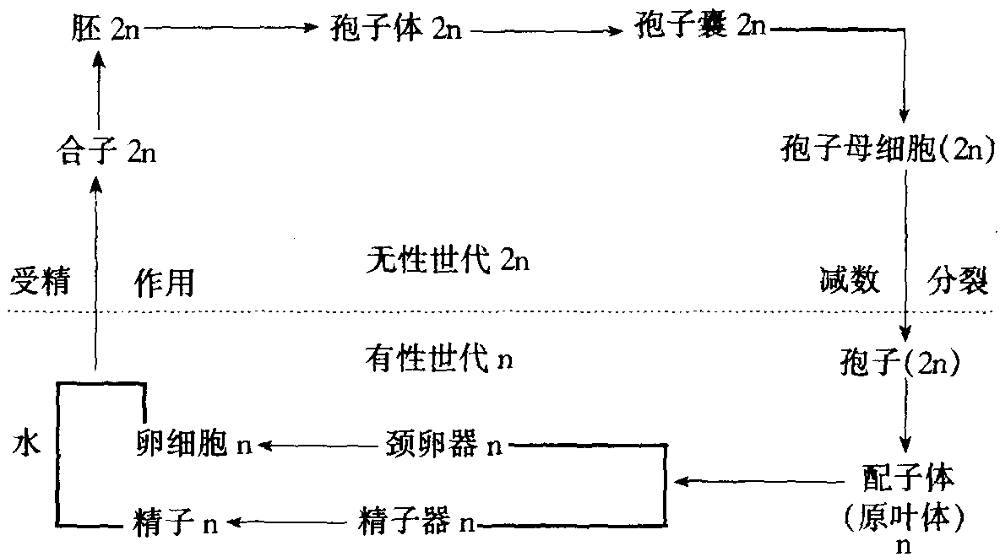 胚 2n 孢子体 2n 孢子囊 2n
合子 2n 孢子母细胞(2n)
无性世代 2n
受精 作用 减数 分裂
有性世代 n 孢子(2n)
水 卵细胞 n 颈卵器 n
配子体
精子 n 精子器 n (原叶体)
n